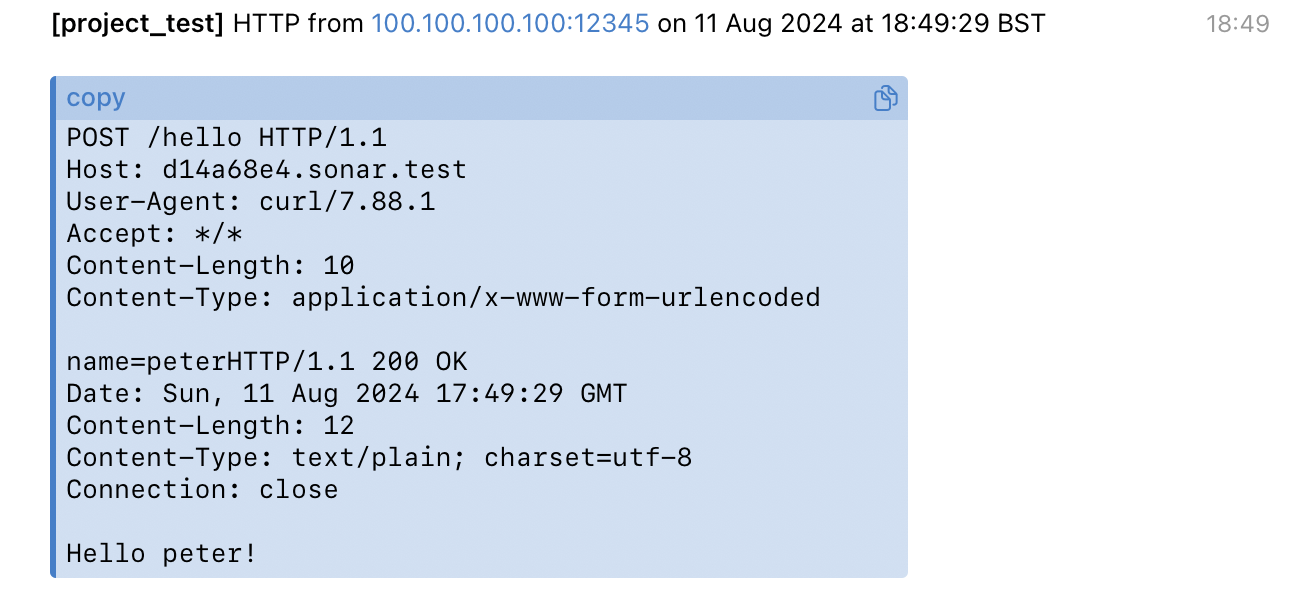 [project_test] HTTP from 100.100.100.100:12345 on 11 Aug 2024 at 18:49:29 BST 18:49
copy
POST /hello HTTP/1.1
Host: d14a68e4.sonar.test
User-Agent: curl/7.88.1
Accept: */*
Content-Length: 10
Content-Type: application/x-www-form-urlencoded

name=peterHTTP/1.1 200 OK
Date: Sun, 11 Aug 2024 17:49:29 GMT
Content-Length: 12
Content-Type: text/plain; charset=utf-8
Connection: close

Hello peter!